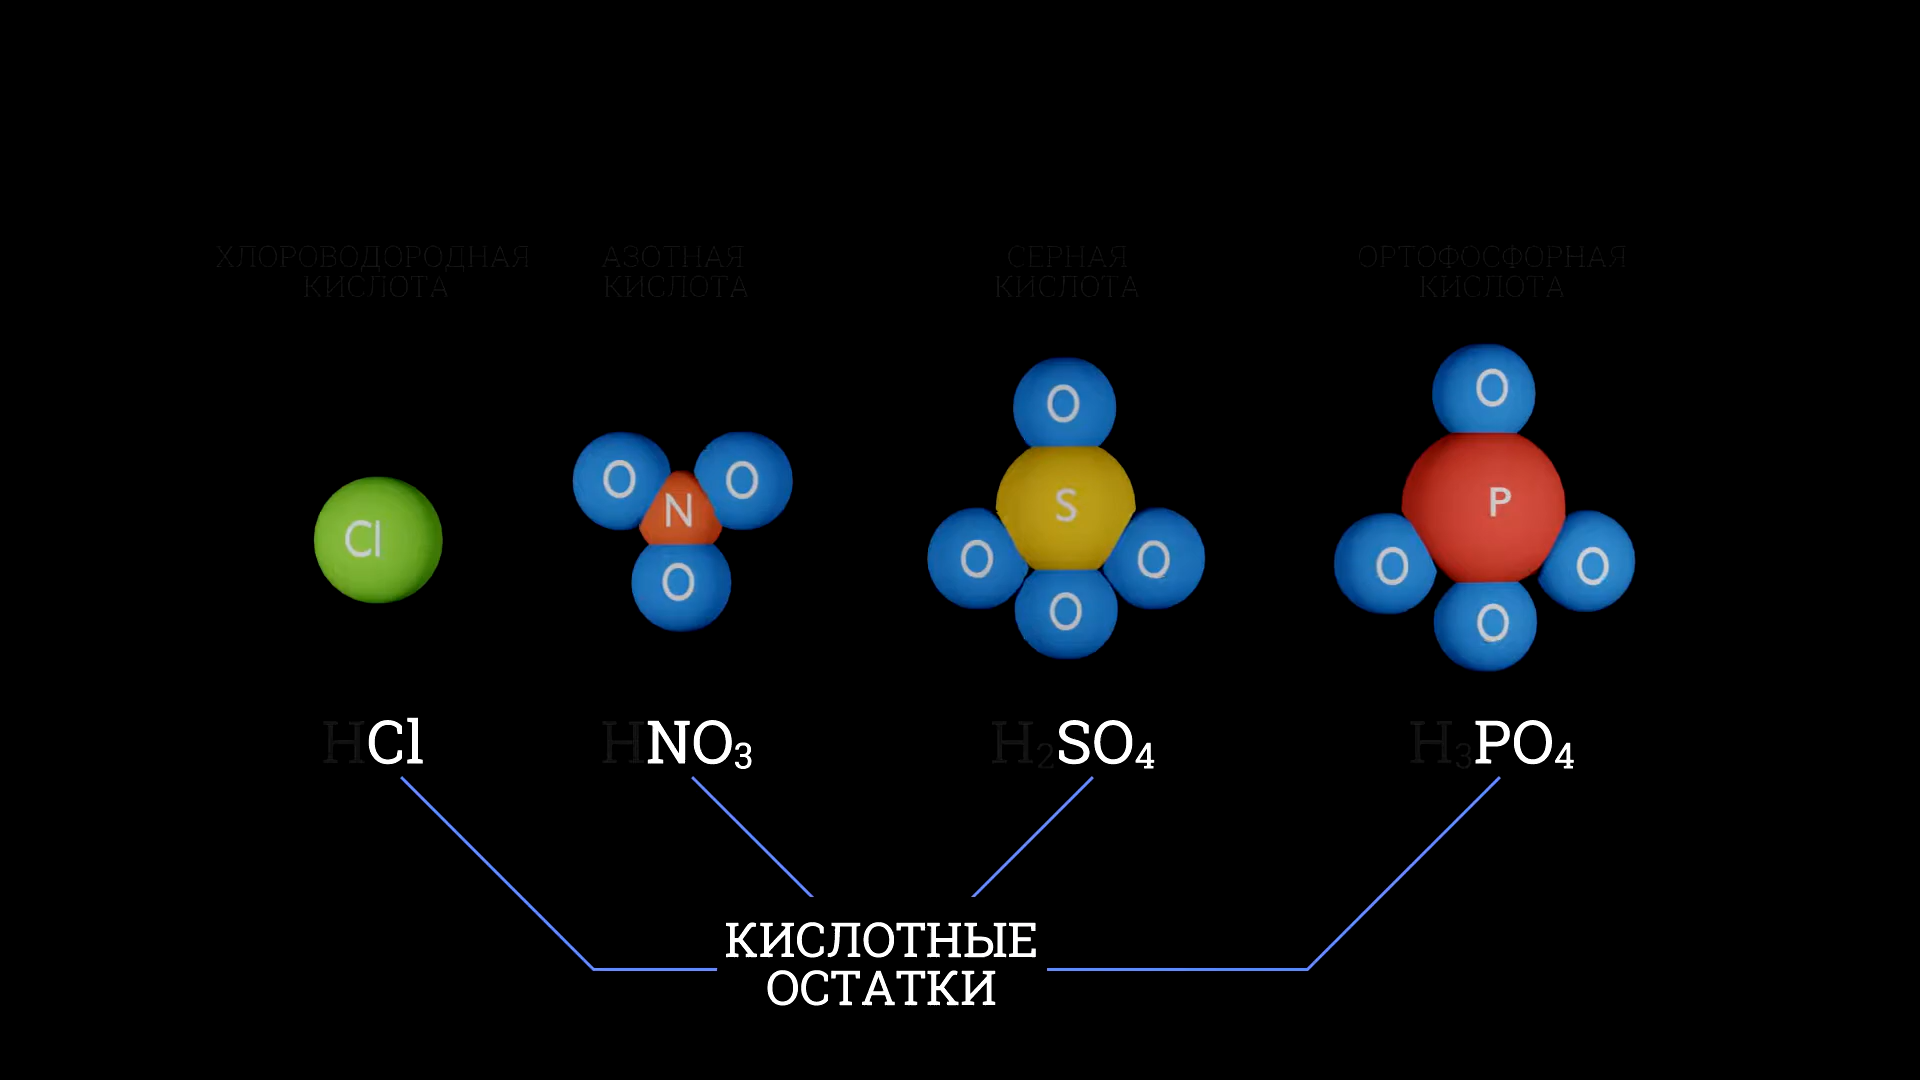 ХЛОРОВОДОРОДНАЯ
КИСЛОТА
АЗОТНАЯ
КИСЛОТА
СЕРНАЯ
КИСЛОТА
ОРТОФОСФОРНАЯ
КИСЛОТА
Cl
O O
N
O
O
S
O O
O
O
P
O O
O
HCl
HNO₃
H₂SO₄
H₃PO₄
КИСЛОТНЫЕ
ОСТАТКИ